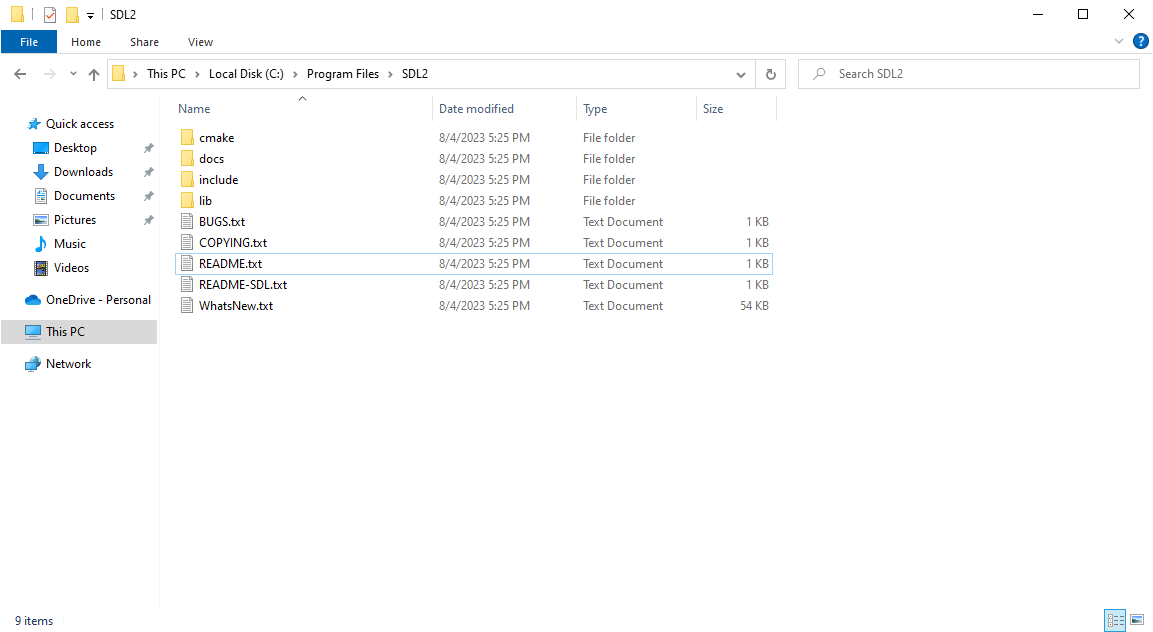 SDL2
File Home Share View
This PC Local Disk (C:) Program Files SDL2 Search SDL2
Name Date modified Type Size
Quick access
Desktop
Downloads
Documents
Pictures
Music
Videos
OneDrive - Personal
This PC
Network
cmake 8/4/2023 5:25 PM File folder
docs 8/4/2023 5:25 PM File folder
include 8/4/2023 5:25 PM File folder
lib 8/4/2023 5:25 PM File folder
BUGS.txt 8/4/2023 5:25 PM Text Document 1 KB
COPYING.txt 8/4/2023 5:25 PM Text Document 1 KB
README.txt 8/4/2023 5:25 PM Text Document 1 KB
README-SDL.txt 8/4/2023 5:25 PM Text Document 1 KB
WhatsNew.txt 8/4/2023 5:25 PM Text Document 54 KB
9 items